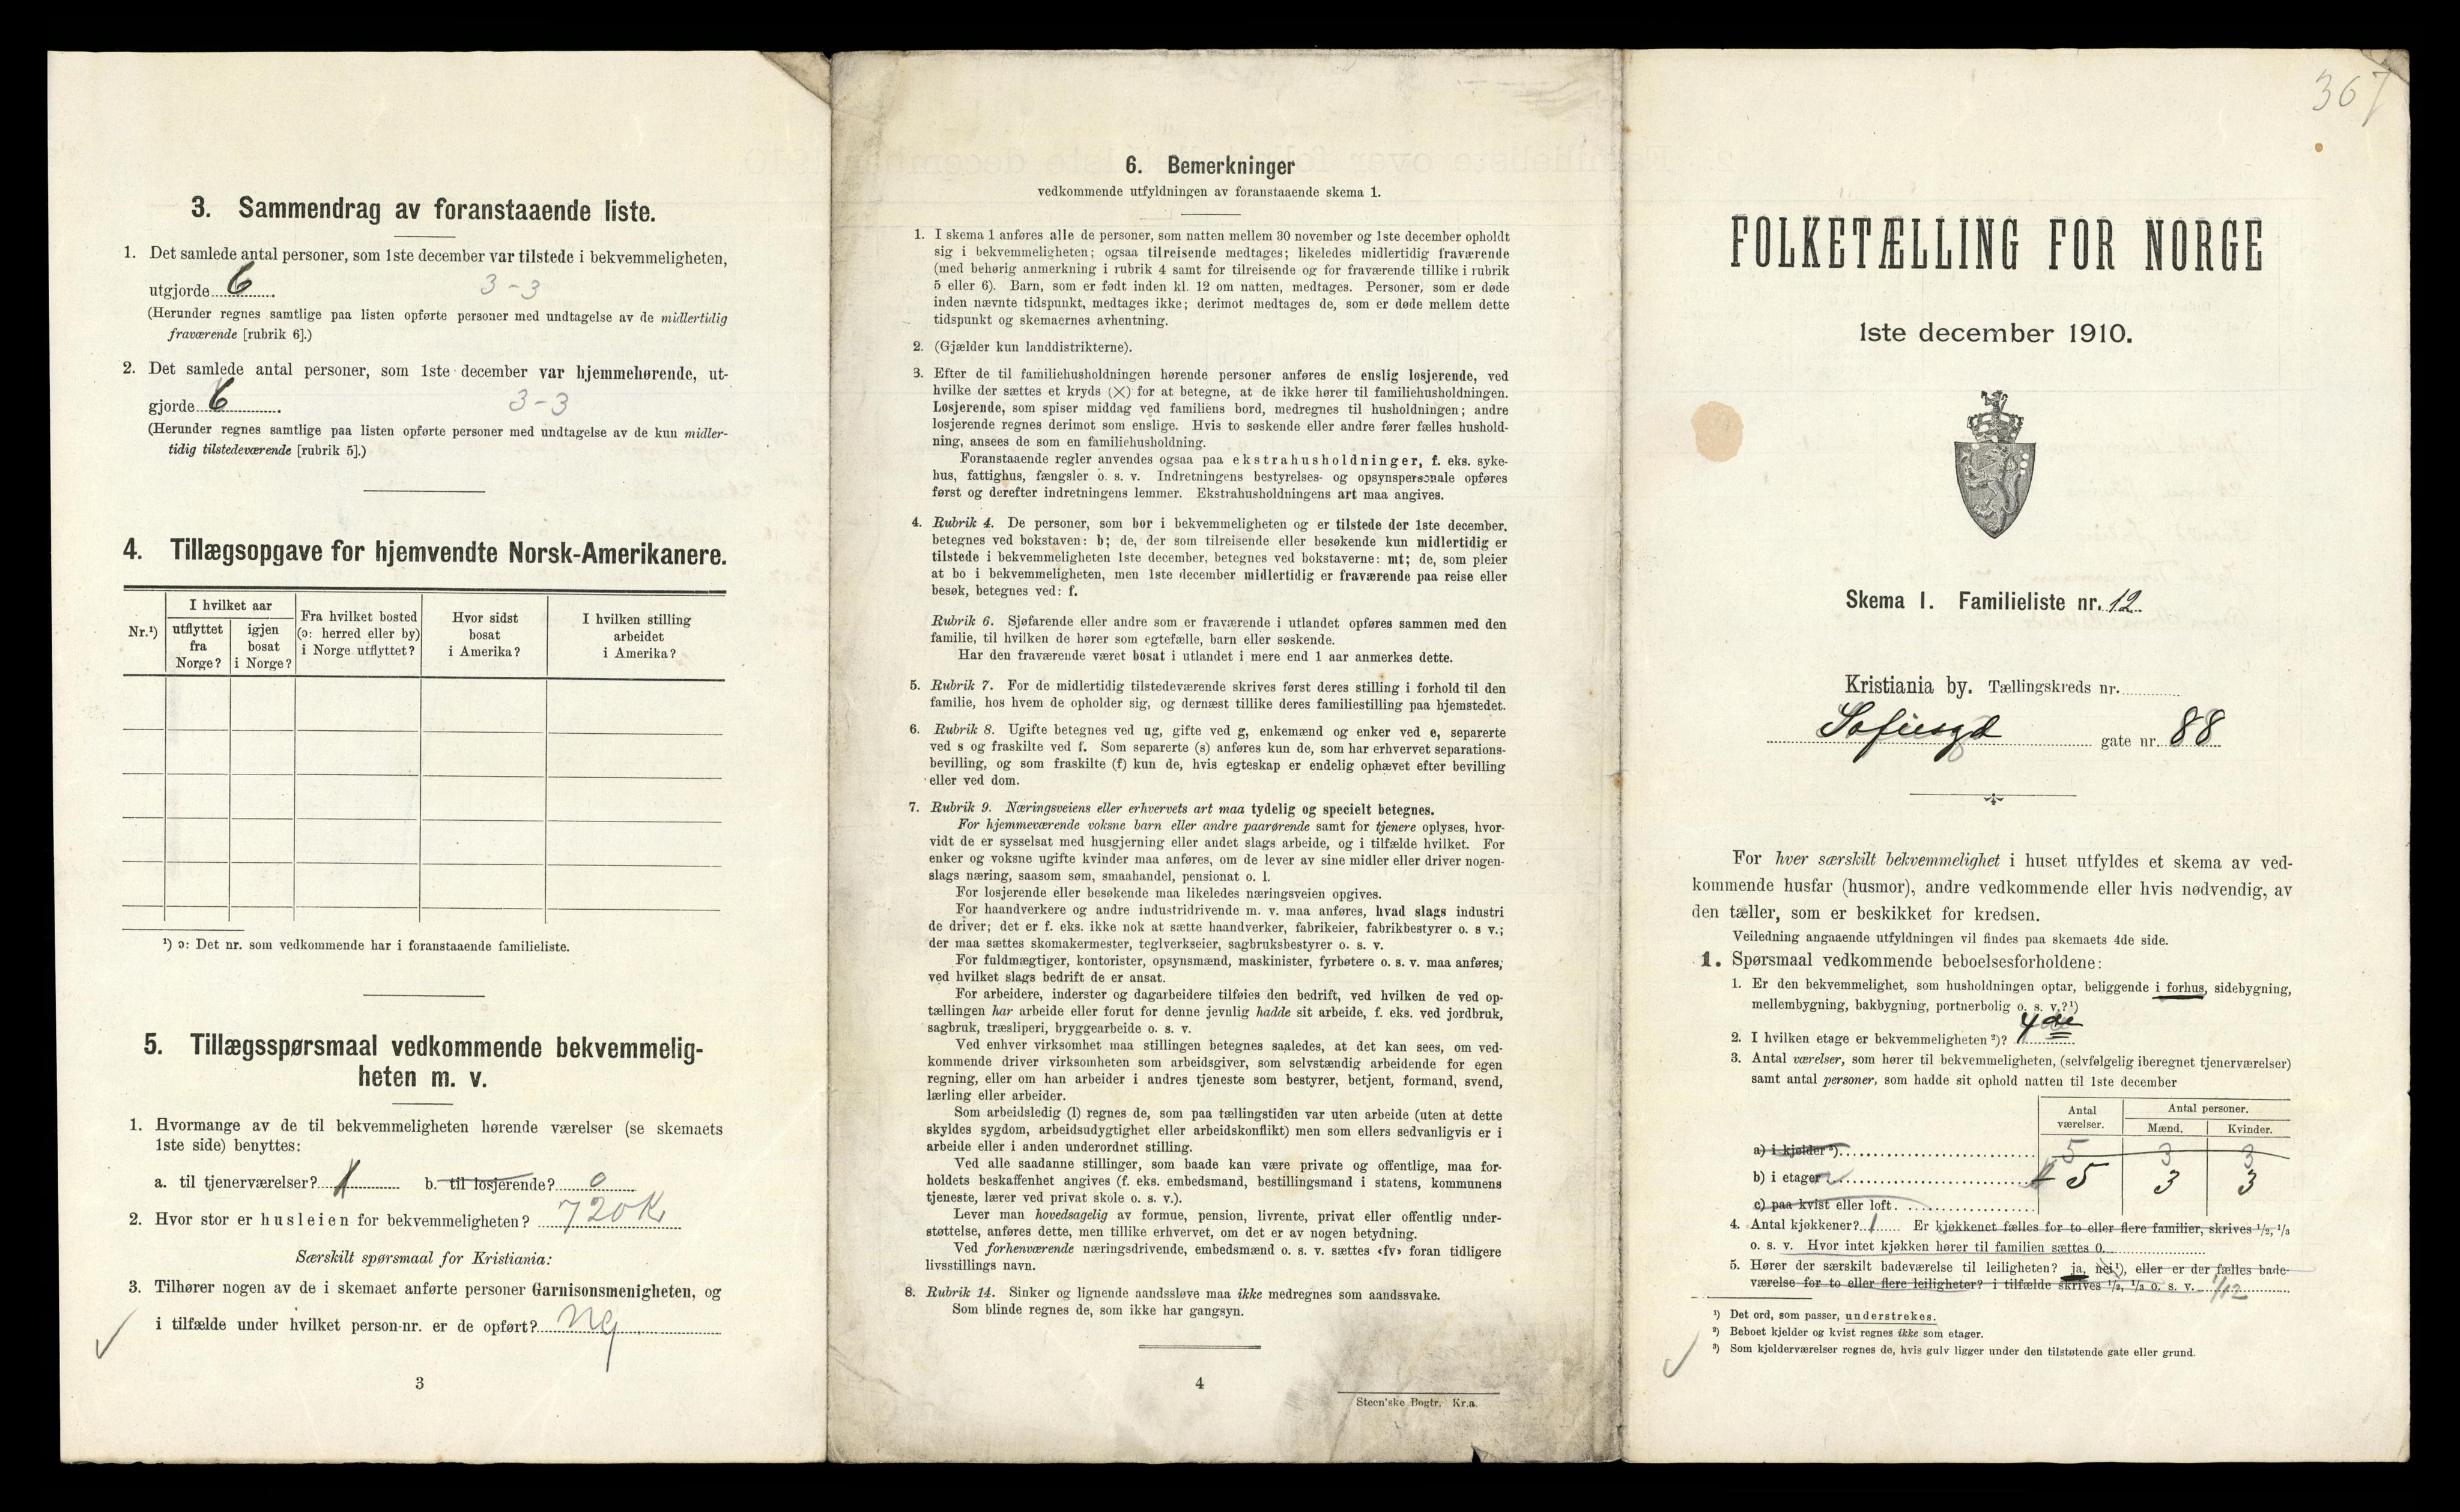 3. Sammendrag av foranstaaende liste.
1. Det samlede antal personer, som 1ste december var tilstede i bekvemmeligheten,
utgjorde 6 3-3
(Herunder regnes samtlige paa listen opførte personer med undtagelse av de midlertidig
fraværende [rubrik 6].)
2. Det samlede antal personer, som 1ste december var hjemmehørende, ut-
gjorde 6 3-3
(Herunder regnes samtlige paa listen opførte personer med undtagelse av de kun midler-
tidig tilstedeværende [rubrik 5].)
4. Tillægsopgave for hjemvendte Norsk-Amerikanere.
Nr.¹)
I hvilket aar
utflyttet
fra
Norge?
igjen
bosat
i Norge?
Fra hvilket bosted
(ɔ: herred eller by)
i Norge utflyttet?
Hvor sidst
bosat
i Amerika?
I hvilken stilling
arbeidet
i Amerika?
¹) ɔ: Det nr. som vedkommende har i foranstaaende familieliste.
5. Tillægsspørsmaal vedkommende bekvemmelig-
heten m. v.
1. Hvormange av de til bekvemmeligheten hørende værelser (se skemaets
1ste side) benyttes:
a. til tjenerværelser? 1 b. til losjerende? 0
2. Hvor stor er husleien for bekvemmeligheten? 720 Kr
Særskilt spørsmaal for Kristiania:
3. Tilhører nogen av de i skemaet anførte personer Garnisonsmenigheten, og
i tilfælde under hvilket person-nr. er de opført? nej
3
6. Bemerkninger
vedkommende utfyldningen av foranstaaende skema 1.
1. I skema 1 anføres alle de personer, som natten mellem 30 november og 1ste december opholdt
sig i bekvemmeligheten; ogsaa tilreisende medtages; likeledes midlertidig fraværende
(med behørig anmerkning i rubrik 4 samt for tilreisende og for fraværende tillike i rubrik
5 eller 6). Barn, som er født inden kl. 12 om natten, medtages. Personer, som er døde
inden nævnte tidspunkt, medtages ikke; derimot medtages de, som er døde mellem dette
tidspunkt og skemaernes avhentning.
2. (Gjælder kun landdistrikterne).
3. Efter de til familiehusholdningen hørende personer anføres de enslig losjerende, ved
hvilke der sættes et kryds (×) for at betegne, at de ikke hører til familiehusholdningen.
Losjerende, som spiser middag ved familiens bord, medregnes til husholdningen; andre
losjerende regnes derimot som enslige. Hvis to søskende eller andre fører fælles hushold-
ning, ansees de som en familiehusholdning.
Foranstaaende regler anvendes ogsaa paa ekstrahusholdninger, f. eks. syke-
hus, fattighus, fængsler o. s. v. Indretningens bestyrelses- og opsynspersonale opføres
først og derefter indretningens lemmer. Ekstrahusholdningens art maa angives.
4. Rubrik 4. De personer, som bor i bekvemmeligheten og er tilstede der 1ste december,
betegnes ved bokstaven: b; de, der som tilreisende eller besøkende kun midlertidig er
tilstede i bekvemmeligheten 1ste december, betegnes ved bokstaverne: mt; de, som pleier
at bo i bekvemmeligheten, men 1ste december midlertidig er fraværende paa reise eller
besøk, betegnes ved: f.
Rubrik 6. Sjøfarende eller andre som er fraværende i utlandet opføres sammen med den
familie, til hvilken de hører som egtefælle, barn eller søskende.
Har den fraværende været bosat i utlandet i mere end 1 aar anmerkes dette.
5. Rubrik 7. For de midlertidig tilstedeværende skrives først deres stilling i forhold til den
familie, hos hvem de opholder sig, og dernæst tillike deres familiestilling paa hjemstedet.
6. Rubrik 8. Ugifte betegnes ved ug, gifte ved g, enkemænd og enker ved e, separerte
ved s og fraskilte ved f. Som separerte (s) anføres kun de, som har erhvervet separations-
bevilling, og som fraskilte (f) kun de, hvis egteskap er endelig ophævet efter bevilling
eller ved dom.
7. Rubrik 9. Næringsveiens eller erhvervets art maa tydelig og specielt betegnes.
For hjemmeværende voksne barn eller andre paarørende samt for tjenere oplyses, hvor-
vidt de er sysselsat med husgjerning eller andet slags arbeide, og i tilfælde hvilket. For
enker og voksne ugifte kvinder maa anføres, om de lever av sine midler eller driver nogen-
slags næring, saasom søm, smaahandel, pensionat o. l.
For losjerende eller besøkende maa likeledes næringsveien opgives.
For haandverkere og andre industridrivende m. v. maa anføres, hvad slags industri
de driver; det er f. eks. ikke nok at sætte haandverker, fabrikeier, fabrikbestyrer o. s v.;
der maa sættes skomakermester, teglverkseier, sagbruksbestyrer o. s. v.
For fuldmægtiger, kontorister, opsynsmænd, maskinister, fyrbøtere o. s. v. maa anføres,
ved hvilket slags bedrift de er ansat.
For arbeidere, inderster og dagarbeidere tilføies den bedrift, ved hvilken de ved op-
tællingen har arbeide eller forut for denne jevnlig hadde sit arbeide, f. eks. ved jordbruk,
sagbruk, træsliperi, bryggearbeide o. s. v.
Ved enhver virksomhet maa stillingen betegnes saaledes, at det kan sees, om ved-
kommende driver virksomheten som arbeidsgiver, som selvstændig arbeidende for egen
regning, eller om han arbeider i andres tjeneste som bestyrer, betjent, formand, svend,
lærling eller arbeider.
Som arbeidsledig (l) regnes de, som paa tællingstiden var uten arbeide (uten at dette
skyldes sygdom, arbeidsudygtighet eller arbeidskonflikt) men som ellers sedvanligvis er i
arbeide eller i anden underordnet stilling.
Ved alle saadanne stillinger, som baade kan være private og offentlige, maa for-
holdets beskaffenhet angives (f. eks. embedsmand, bestillingsmand i statens, kommunens
tjeneste, lærer ved privat skole o. s. v.).
Lever man hovedsagelig av formue, pension, livrente, privat eller offentlig under-
støttelse, anføres dette, men tillike erhvervet, om det er av nogen betydning.
Ved forhenværende næringsdrivende, embedsmænd o. s. v. sættes «fv» foran tidligere
livsstillings navn.
8. Rubrik 14. Sinker og lignende aandssløve maa ikke medregnes som aandssvake.
Som blinde regnes de, som ikke har gangsyn.
4
Steen'ske Bogtr. Kr.a.
367
FOLKETÆLLING FOR NORGE
1ste december 1910.
Skema I. Familieliste nr. 12
Kristiania by. Tællingskreds nr.
Sofiesgd gate nr. 88
For hver særskilt bekvemmelighet i huset utfyldes et skema av ved-
kommende husfar (husmor), andre vedkommende eller hvis nødvendig, av
den tæller, som er beskikket for kredsen.
Veiledning angaaende utfyldningen vil findes paa skemaets 4de side.
1. Spørsmaal vedkommende beboelsesforholdene:
1. Er den bekvemmelighet, som husholdningen optar, beliggende i forhus, sidebygning,
mellembygning, bakbygning, portnerbolig o. s. v.?¹)
2. I hvilken etage er bekvemmeligheten ²)? 4de
3. Antal værelser, som hører til bekvemmeligheten, (selvfølgelig iberegnet tjenerværelser)
samt antal personer, som hadde sit ophold natten til 1ste december
Antal
værelser.
Antal personer.
Mænd. Kvinder.
a) i kjelder ³) 5 3 3
b) i etager 5 3 3
c) paa kvist eller loft.
4. Antal kjøkkener? 1 Er kjøkkenet fælles for to eller flere familier, skrives ¹/₂, ¹/₃
o. s. v. Hvor intet kjøkken hører til familien sættes 0.
5. Hører der særskilt badeværelse til leiligheten? ja, nei¹), eller er der fælles bade-
værelse for to eller flere leiligheter? i tilfælde skrives ¹/₂, ¹/₃ o. s. v. 1/12
¹) Det ord, som passer, understrekes.
²) Beboet kjelder og kvist regnes ikke som etager.
³) Som kjelderværelser regnes de, hvis gulv ligger under den tilstøtende gate eller grund.